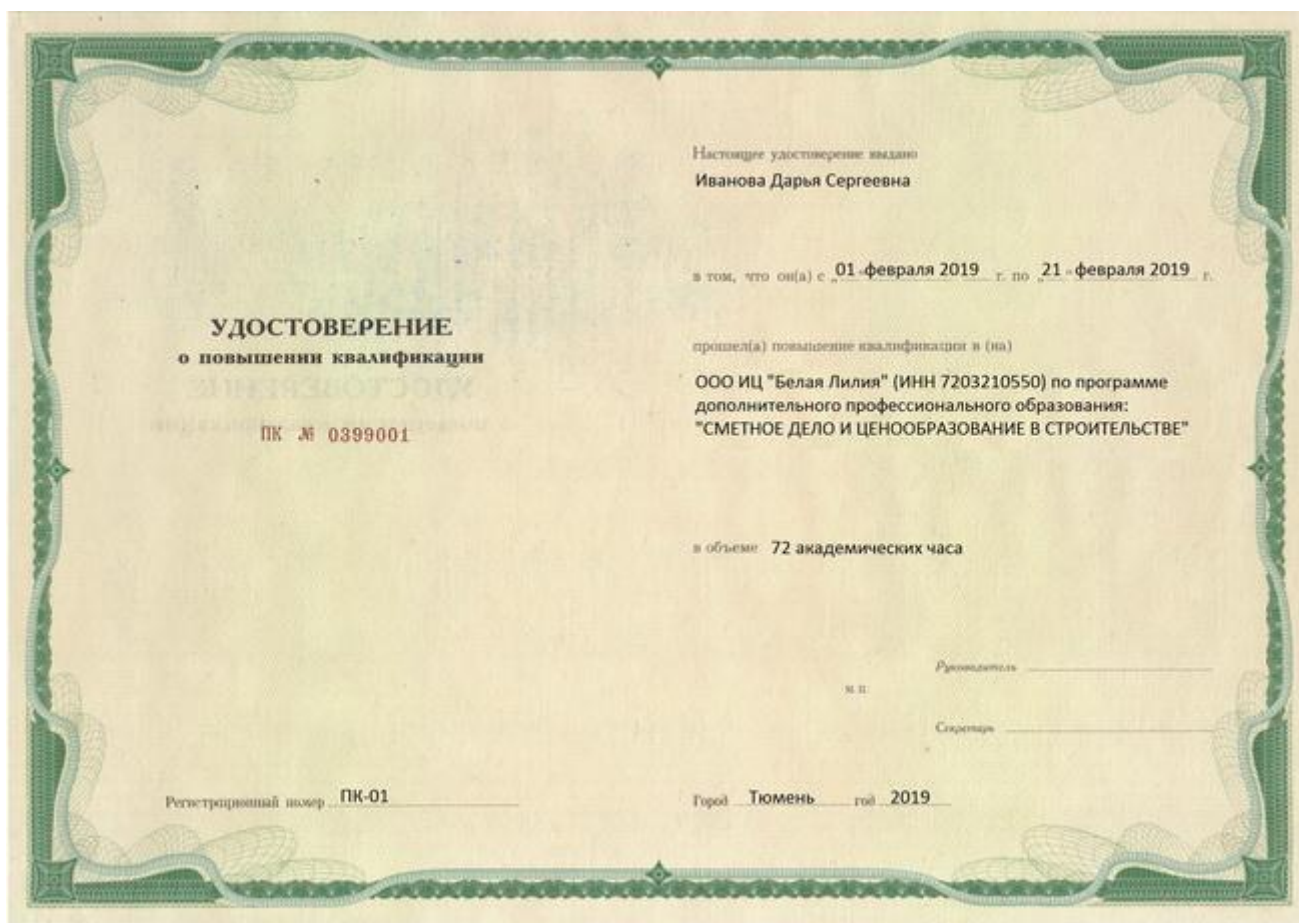 УДОСТОВЕРЕНИЕ
о повышении квалификации
ПК № 0399001
Регистрационный номер ПК-01
Настоящее удостоверение выдано
Иванова Дарья Сергеевна
в том, что он(а) с „01 " февраля 2019 г. по „21 " февраля 2019 г.
прошел(а) повышение квалификации в (на)
ООО ИЦ "Белая Лилия" (ИНН 7203210550) по программе
дополнительного профессионального образования:
"СМЕТНОЕ ДЕЛО И ЦЕНООБРАЗОВАНИЕ В СТРОИТЕЛЬСТВЕ"
в объеме 72 академических часа
Руководитель
М.П.
Секретарь
Город Тюмень год 2019